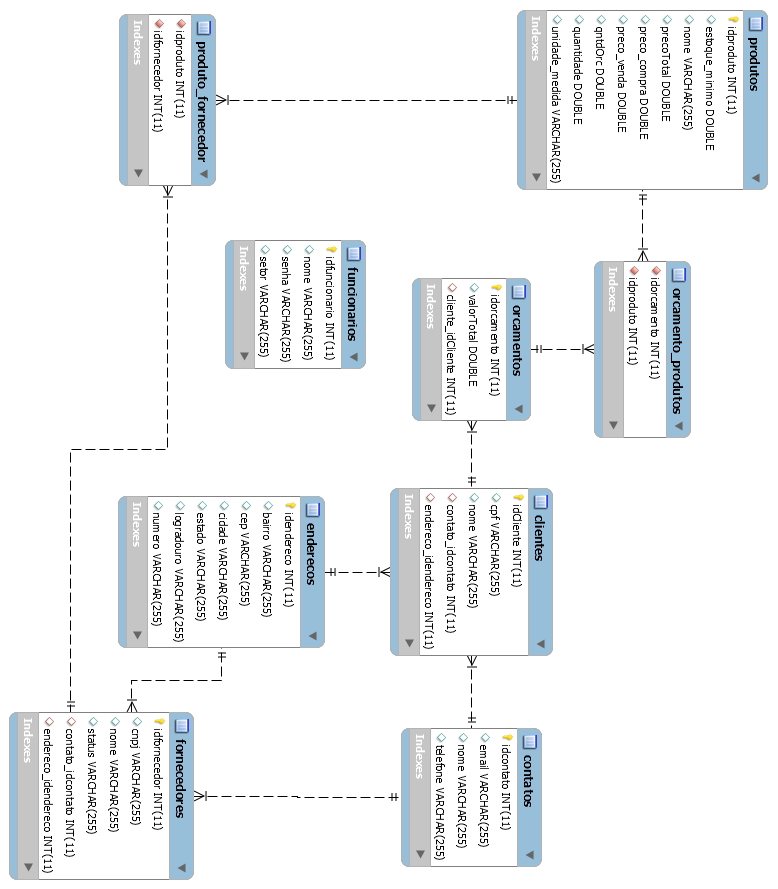 produtos
idproduto INT(11)
estoque_minimo DOUBLE
nome VARCHAR(255)
precoTotal DOUBLE
preco_compra DOUBLE
preco_venda DOUBLE
qntdOrc DOUBLE
quantidade DOUBLE
unidade_medida VARCHAR(255)
Indexes
orcamento_produtos
idorcamento INT(11)
idproduto INT(11)
Indexes
orcamentos
idorcamento INT(11)
valorTotal DOUBLE
cliente_idCliente INT(11)
Indexes
clientes
idCliente INT(11)
cpf VARCHAR(255)
nome VARCHAR(255)
contato_idcontato INT(11)
endereco_idendereco INT(11)
Indexes
contatos
idcontato INT(11)
email VARCHAR(255)
nome VARCHAR(255)
telefone VARCHAR(255)
Indexes
funcionarios
idfuncionario INT(11)
nome VARCHAR(255)
senha VARCHAR(255)
setor VARCHAR(255)
Indexes
enderecos
idendereco INT(11)
bairro VARCHAR(255)
cep VARCHAR(255)
cidade VARCHAR(255)
estado VARCHAR(255)
logradouro VARCHAR(255)
numero VARCHAR(255)
Indexes
produto_fornecedor
idproduto INT(11)
idfornecedor INT(11)
Indexes
fornecedores
idfornecedor INT(11)
cnpj VARCHAR(255)
nome VARCHAR(255)
status VARCHAR(255)
contato_idcontato INT(11)
endereco_idendereco INT(11)
Indexes